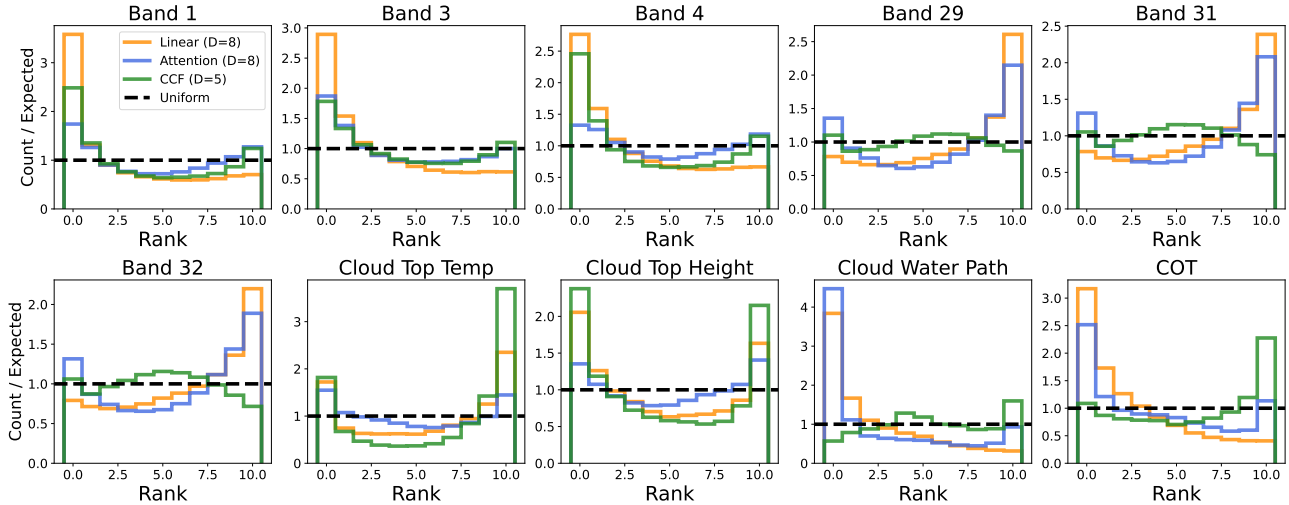 Band 1
Band 3
Band 4
Band 29
Band 31
Count / Expected
3
2
1
0
Linear (D=8)
Attention (D=8)
CCF (D=5)
Uniform
3.0
2.5
2.0
1.5
1.0
0.5
0.0
2.5
2.0
1.5
1.0
0.5
0.0
2.5
2.0
1.5
1.0
0.5
0.0
2.5
2.0
1.5
1.0
0.5
0.0
0.0 2.5 5.0 7.5 10.0
0.0 2.5 5.0 7.5 10.0
0.0 2.5 5.0 7.5 10.0
0.0 2.5 5.0 7.5 10.0
0.0 2.5 5.0 7.5 10.0
Rank
Rank
Rank
Rank
Rank
Band 32
Cloud Top Temp
Cloud Top Height
Cloud Water Path
COT
Count / Expected
2.0
1.5
1.0
0.5
0.0
3
2
1
0
2.0
1.5
1.0
0.5
0.0
4
3
2
1
0
3.0
2.5
2.0
1.5
1.0
0.5
0.0
0.0 2.5 5.0 7.5 10.0
0.0 2.5 5.0 7.5 10.0
0.0 2.5 5.0 7.5 10.0
0.0 2.5 5.0 7.5 10.0
0.0 2.5 5.0 7.5 10.0
Rank
Rank
Rank
Rank
Rank